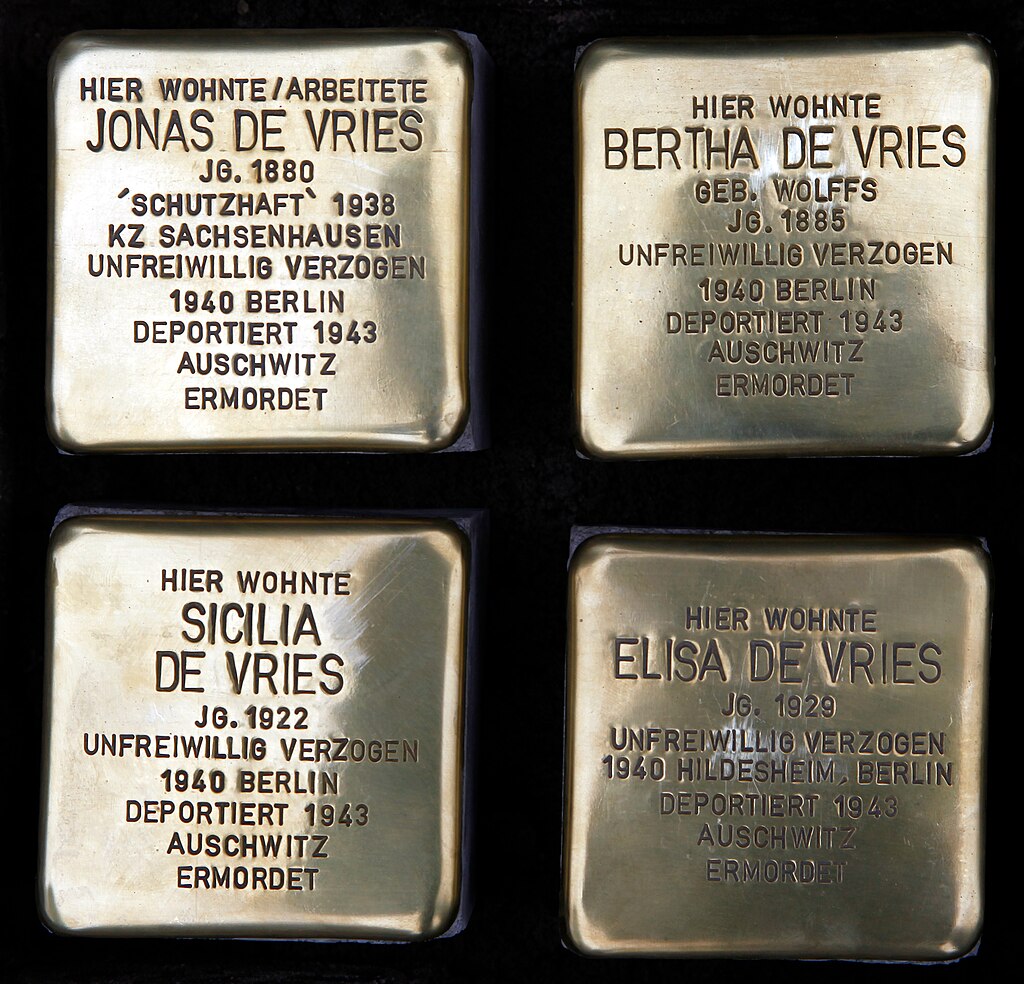 HIER WOHNTE/ARBEITETE
JONAS DE VRIES
JG. 1880
´SCHUTZHAFT` 1938
KZ SACHSENHAUSEN
UNFREIWILLIG VERZOGEN
1940 BERLIN
DEPORTIERT 1943
AUSCHWITZ
ERMORDET
HIER WOHNTE
BERTHA DE VRIES
GEB. WOLFFS
JG. 1885
UNFREIWILLIG VERZOGEN
1940 BERLIN
DEPORTIERT 1943
AUSCHWITZ
ERMORDET
HIER WOHNTE
SICILIA
DE VRIES
JG. 1922
UNFREIWILLIG VERZOGEN
1940 BERLIN
DEPORTIERT 1943
AUSCHWITZ
ERMORDET
HIER WOHNTE
ELISA DE VRIES
JG. 1929
UNFREIWILLIG VERZOGEN
1940 HILDESHEIM, BERLIN
DEPORTIERT 1943
AUSCHWITZ
ERMORDET